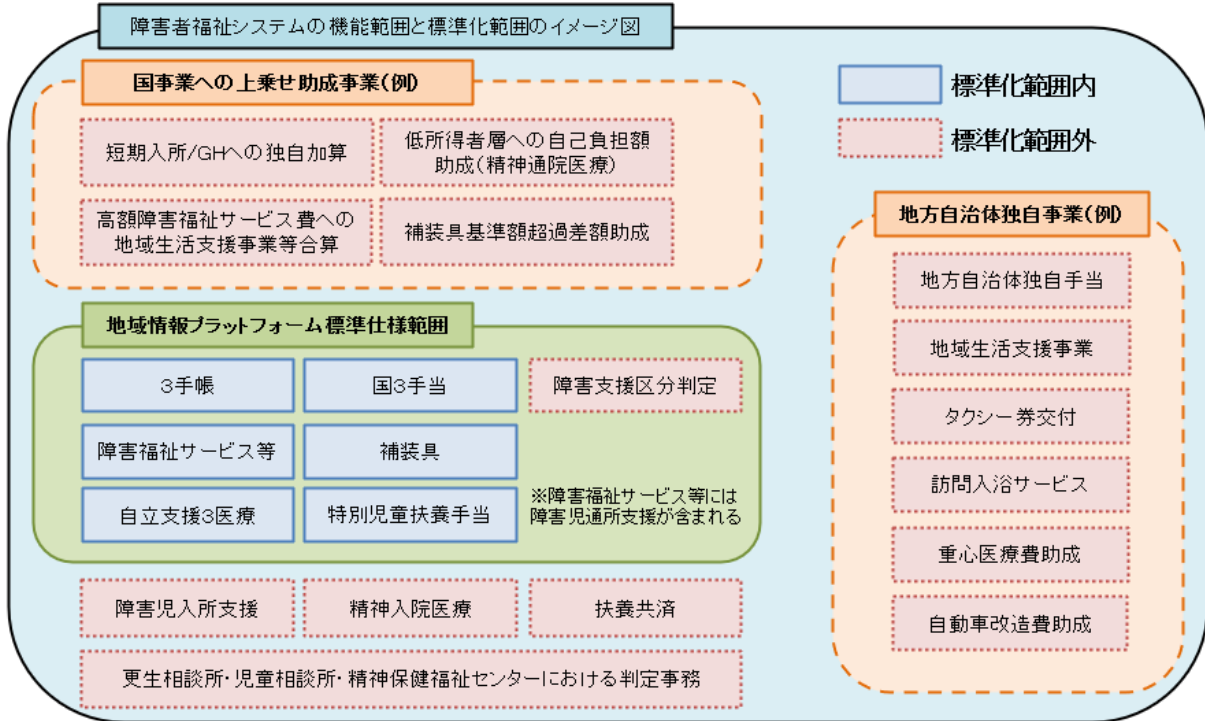 障害者福祉システムの機能範囲と標準化範囲のイメージ図
国事業への上乗せ助成事業(例)
短期入所/GHへの独自加算
低所得者層への自己負担額
助成(精神通院医療)
高額障害福祉サービス費への
地域生活支援事業等合算
補装具基準額超過差額助成
標準化範囲内
標準化範囲外
地方自治体独自事業(例)
地方自治体独自手当
地域生活支援事業
タクシー券交付
訪問入浴サービス
重心医療費助成
自動車改造費助成
地域情報プラットフォーム標準仕様範囲
3手帳
国3手当
障害支援区分判定
障害福祉サービス等
補装具
自立支援3医療
特別児童扶養手当
※障害福祉サービス等には
障害児通所支援が含まれる
障害児入所支援
精神入院医療
扶養共済
更生相談所・児童相談所・精神保健福祉センターにおける判定事務